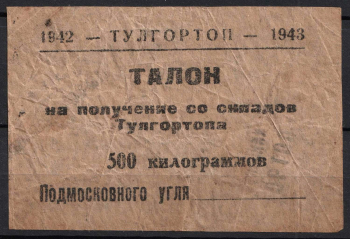 1942 — ТУЛГОРТОП — 1943
ТАЛОН
на получение со складов
Тулгортопа
500 килограммов
Подмосковного угля